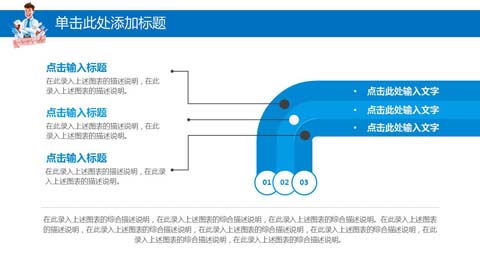 单击此处添加标题
点击输入标题
在此录入上述图表的描述说明，在此
录入上述图表的描述说明。
点击输入标题
在此录入上述图表的描述说明，在此
录入上述图表的描述说明。
点击输入标题
在此录入上述图表的描述说明，在此录
入上述图表的描述说明。
• 点击此处输入文字
• 点击此处输入文字
• 点击此处输入文字
01 02 03
在此录入上述图表的综合描述说明，在此录入上述图表的综合描述说明，在此录入上述图表的综合描述说明。在此录入上述图表
的综合描述说明，在此录入上述图表的综合描述说明，在此录入上述图表的综合描述说明，在此录入上述图表的综合描述说明，在此
录入上述图表的综合描述说明，在此录入上述图表的综合描述说明。